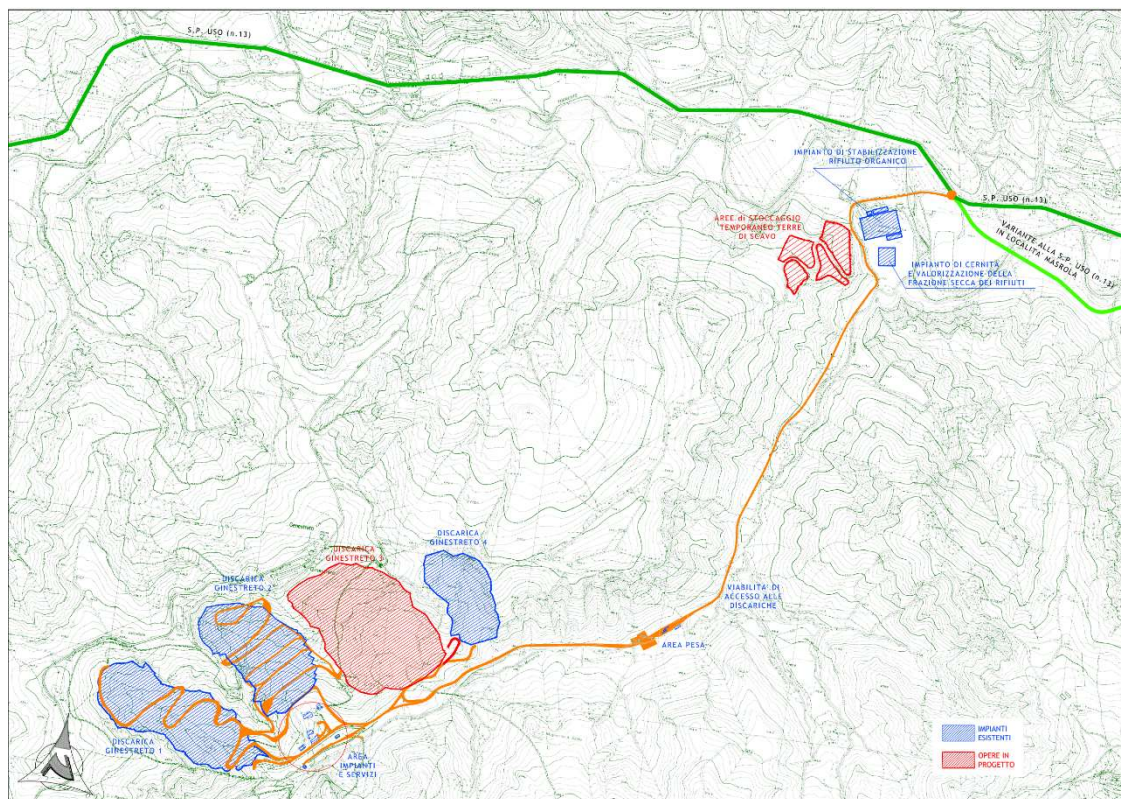 S.P. USO (n.13)
IMPIANTO DI STABILIZZAZIONE
RIFIUTO ORGANICO
S.P. USO (n.13)
AREE di STOCCAGGIO
TEMPORANEO TERRE
DI SCAVO
VARIANTE ALLA S.P. USO (n.13)
IN LOCALITA' MASROLA
IMPIANTO DI CERNITÀ
E VALORIZZAZIONE DELLA
FRAZIONE SECCA DEI RIFIUTI
DISCARICA
GINESTRETO 4
Ginestreto
DISCARICA
GINESTRETO 3
DISCARICA
GINESTRETO 2
VIABILITA' DI
ACCESSO ALLE
DISCARICHE
AREA PESA
DISCARICA
GINESTRETO 1
AREA
IMPIANTI
E SERVIZI
IMPIANTI
ESISTENTI
OPERE IN
PROGETTO